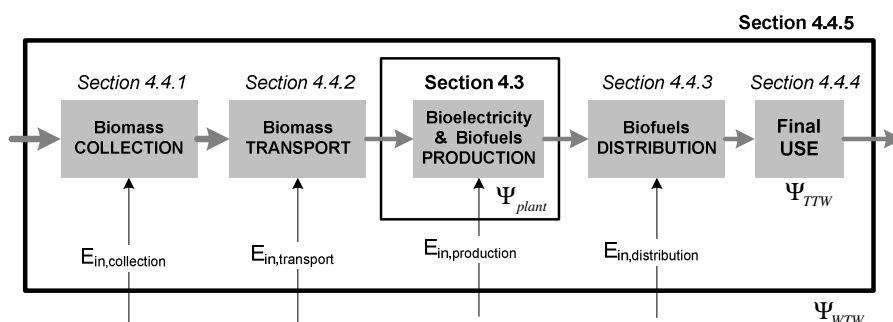 Section 4.4.5
Section 4.4.1
Section 4.4.2
Section 4.3
Section 4.4.3
Section 4.4.4
Biomass
COLLECTION
Biomass
TRANSPORT
Bioelectricity
& Biofuels
PRODUCTION
Biofuels
DISTRIBUTION
Final
USE
Ψplant
ΨTTW
Ein,collection
Ein,transport
Ein,production
Ein,distribution
ΨWTW